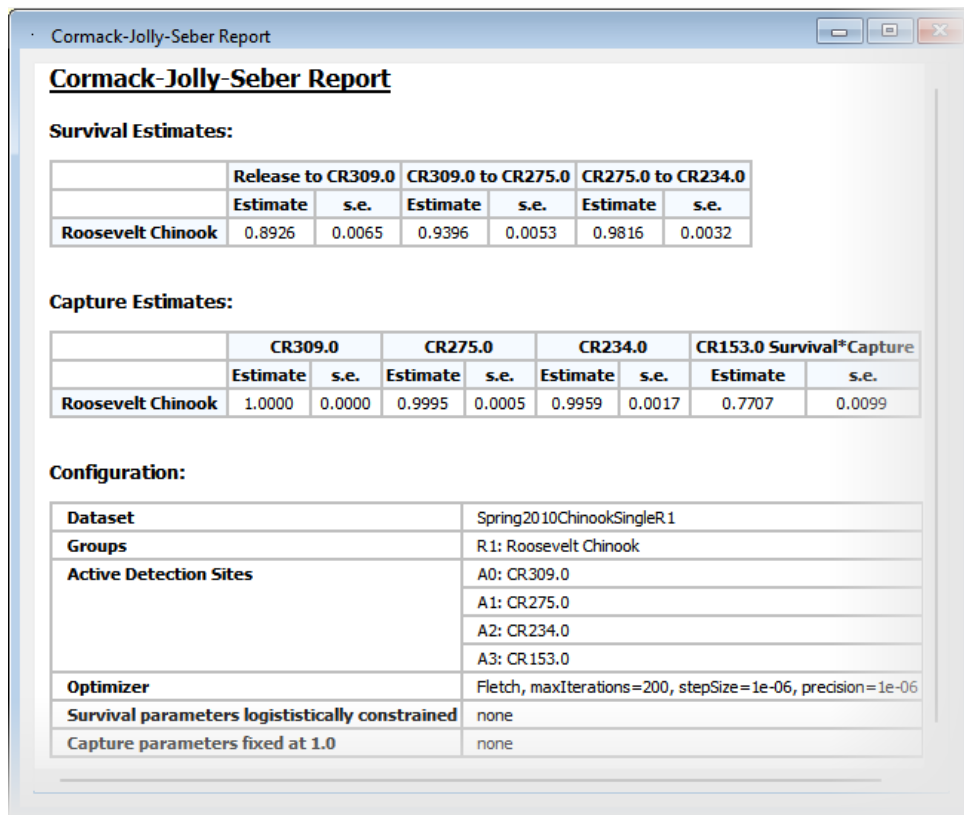 Cormack-Jolly-Seber Report
Cormack-Jolly-Seber Report
Survival Estimates:
Release to CR309.0 CR309.0 to CR275.0 CR275.0 to CR234.0
Estimate s.e. Estimate s.e. Estimate s.e.
Roosevelt Chinook 0.8926 0.0065 0.9396 0.0053 0.9816 0.0032
Capture Estimates:
CR309.0 CR275.0 CR234.0 CR153.0 Survival*Capture
Estimate s.e. Estimate s.e. Estimate s.e. Estimate s.e.
Roosevelt Chinook 1.0000 0.0000 0.9995 0.0005 0.9959 0.0017 0.7707 0.0099
Configuration:
Dataset Spring2010ChinookSingleR1
Groups R1: Roosevelt Chinook
Active Detection Sites A0: CR309.0
A1: CR275.0
A2: CR234.0
A3: CR153.0
Optimizer Fletch, maxIterations=200, stepSize=1e-06, precision=1e-06
Survival parameters logististically constrained none
Capture parameters fixed at 1.0 none